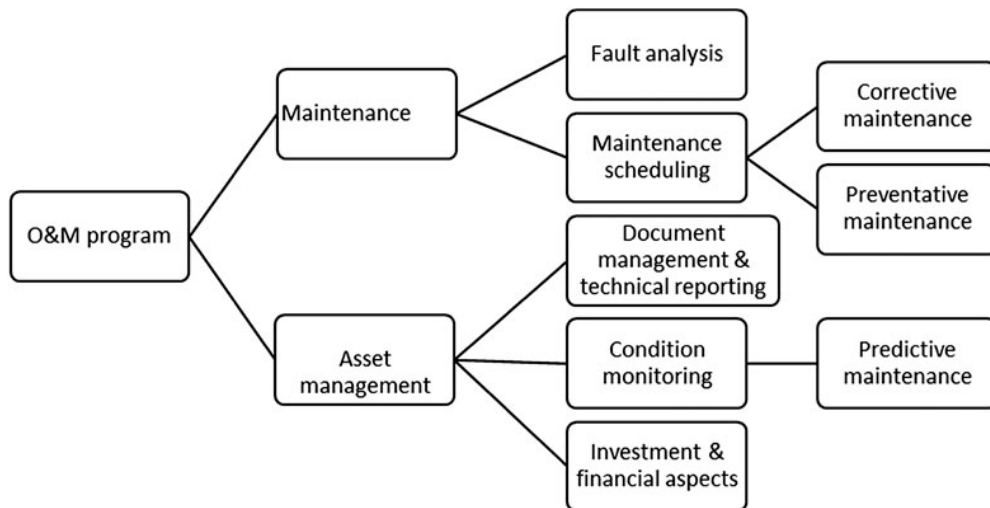 O&M program
Maintenance
Fault analysis
Maintenance
scheduling
Corrective
maintenance
Preventative
maintenance
Asset
management
Document
management &
technical reporting
Condition
monitoring
Predictive
maintenance
Investment &
financial aspects